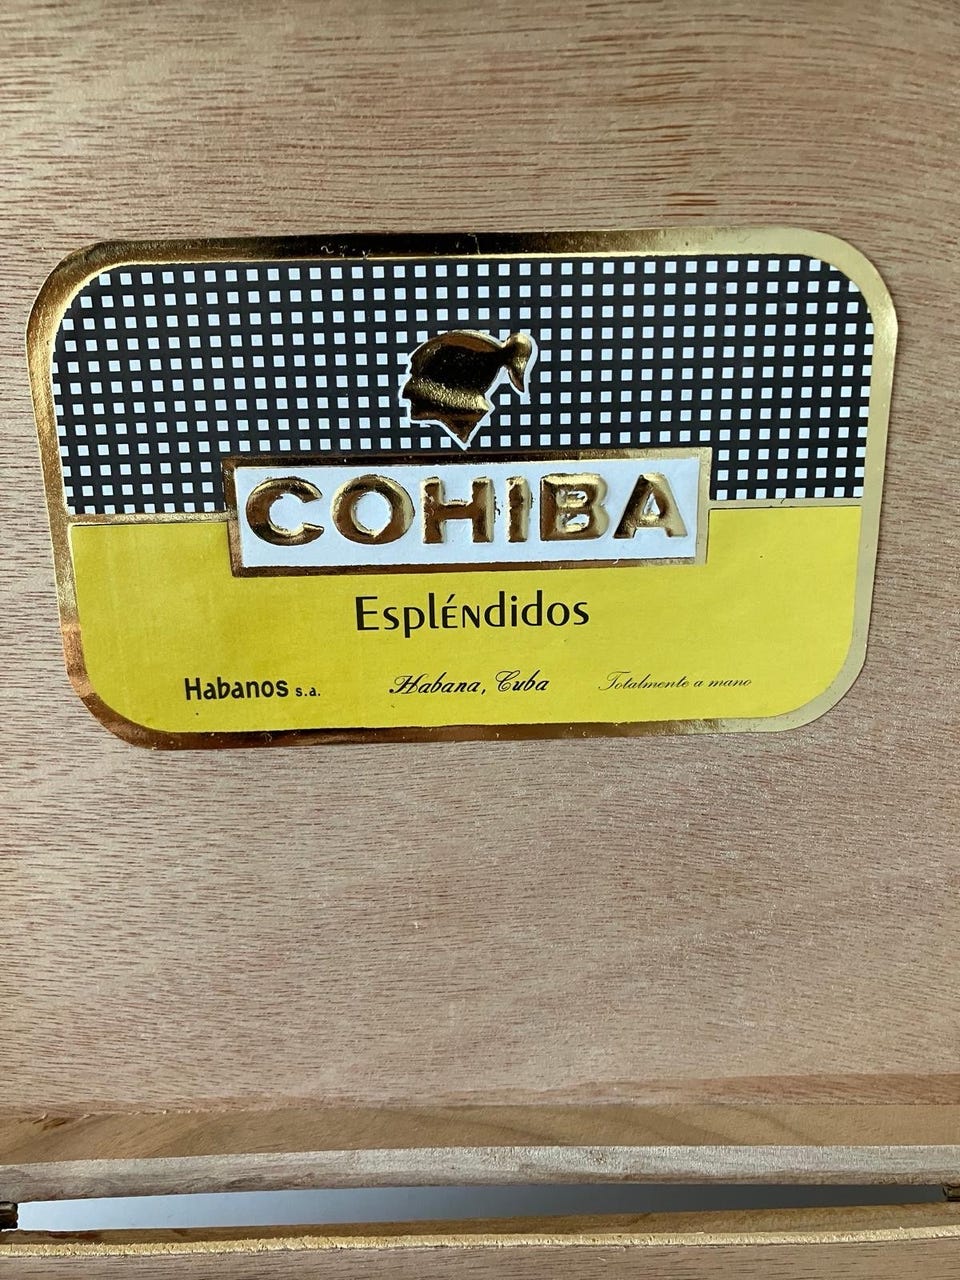 COHIBA
Espléndidos
Habanos s.a. Habana, Cuba Totalmente a mano